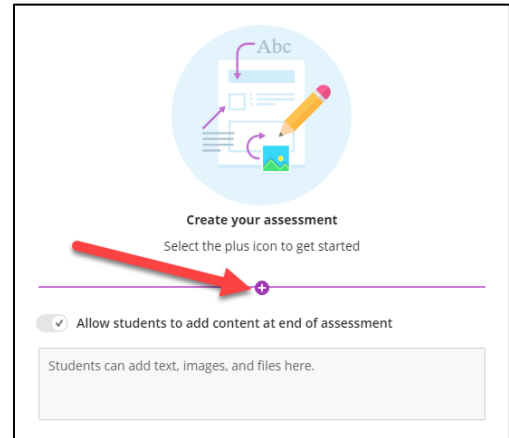 Abc
Create your assessment
Select the plus icon to get started
Allow students to add content at end of assessment
Students can add text, images, and files here.